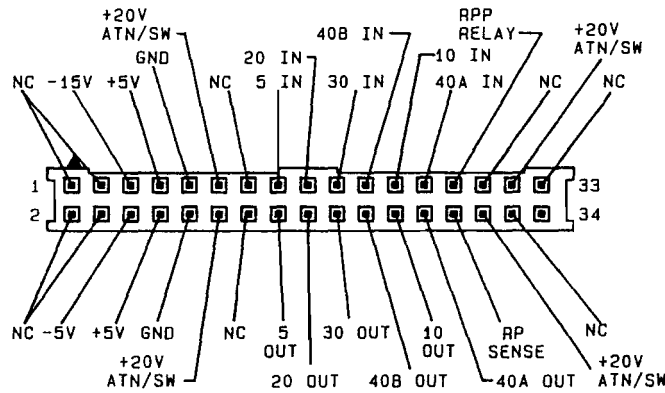 +20V
ATN/SW
GND
NC -15V +5V
NC
20 IN
5 IN
40B IN
30 IN
RPP
RELAY
10 IN
40A IN
NC
+20V
ATN/SW
NC
1
33
2
34
NC -5V +5V GND
+20V
ATN/SW
NC
5
OUT
20 OUT
30 OUT
40B OUT
10
OUT
RP
SENSE
40A OUT
NC
+20V
ATN/SW